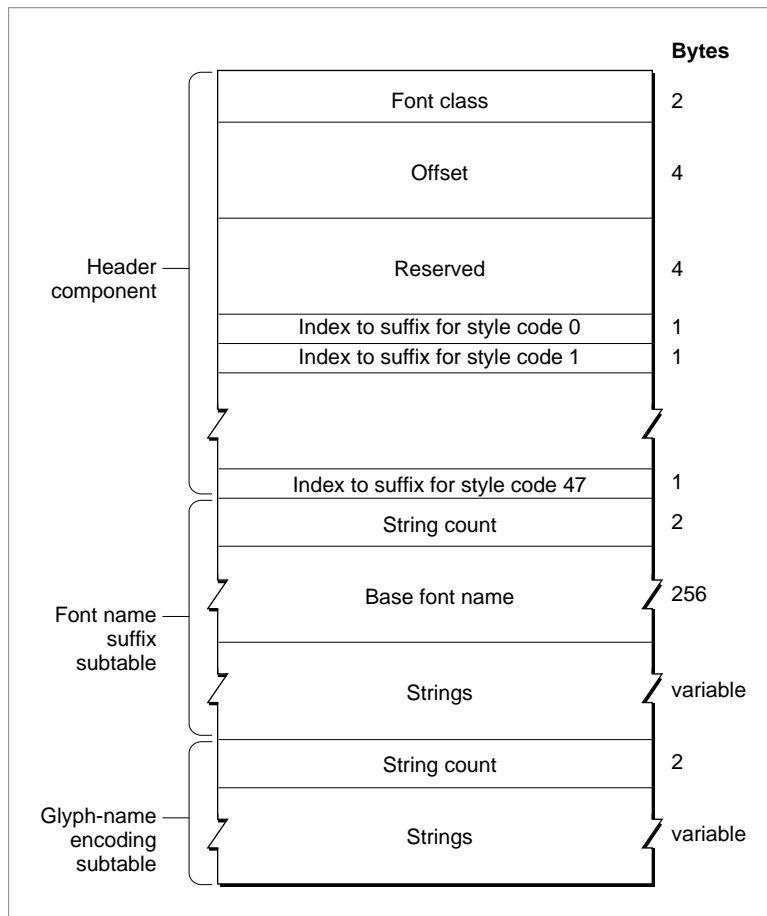 Bytes
Font class 2
Offset 4
Header
component
Reserved 4
Index to suffix for style code 0 1
Index to suffix for style code 1 1
Index to suffix for style code 47 1
String count 2
Font name
suffix
subtable
Base font name 256
Strings variable
String count 2
Glyph-name
encoding
subtable
Strings variable